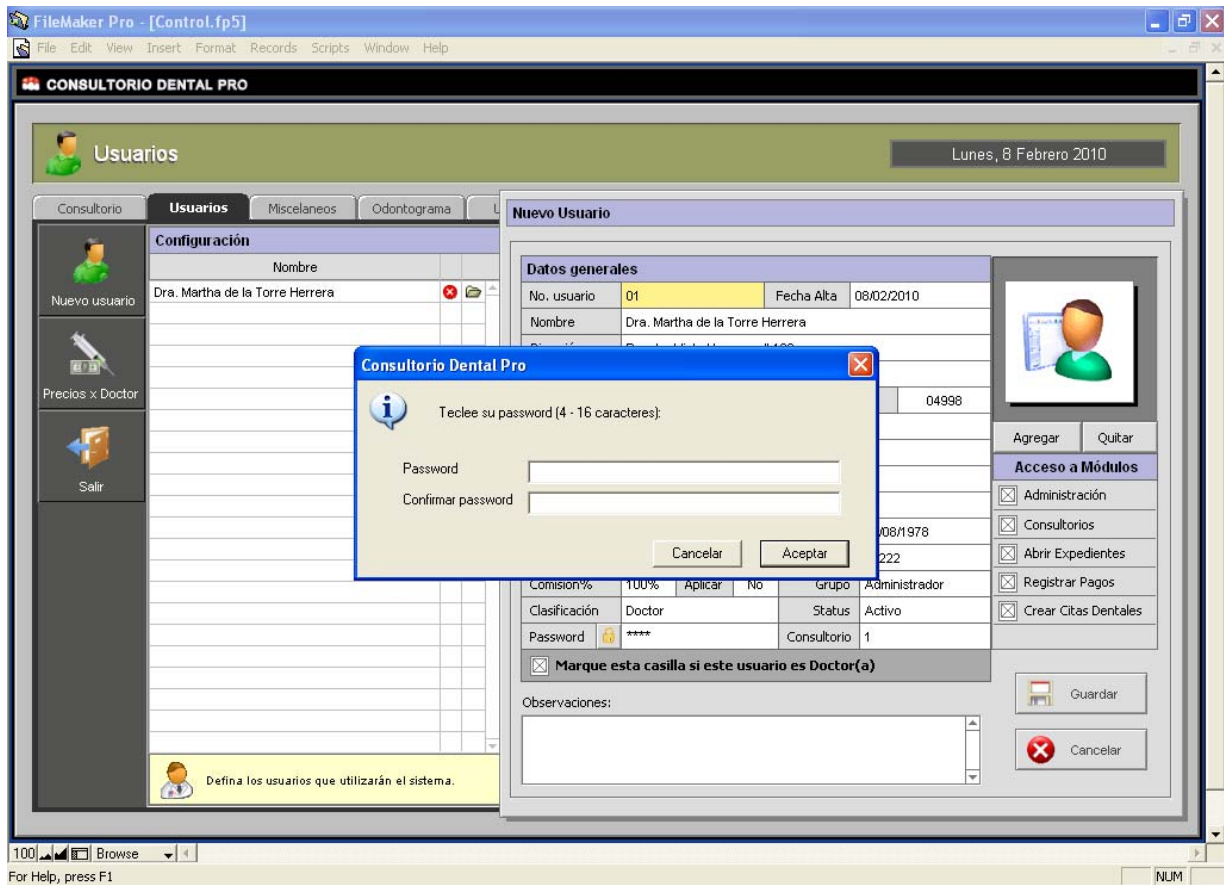 FileMaker Pro - [Control.fp5]
File Edit View Insert Format Records Scripts Window Help
CONSULTORIO DENTAL PRO
Usuarios
Lunes, 8 Febrero 2010
Consultorio Usuarios Miscelaneos Odontograma
Nuevo usuario
Precios x Doctor
Salir
Configuración
Nombre
Dra. Martha de la Torre Herrera
Defina los usuarios que utilizarán el sistema.
Nuevo Usuario
Datos generales
No. usuario 01 Fecha Alta 08/02/2010
Nombre Dra. Martha de la Torre Herrera
04998
/08/1978
222
Comisión% 100% Aplicar No Grupo Administrador
Clasificación Doctor Status Activo
Password **** Consultorio 1
Marque esta casilla si este usuario es Doctor(a)
Observaciones:
Agregar Quitar
Acceso a Módulos
Administración
Consultorios
Abrir Expedientes
Registrar Pagos
Crear Citas Dentales
Guardar
Cancelar
Consultorio Dental Pro
Teclee su password (4 - 16 caracteres):
Password
Confirmar password
Cancelar Aceptar
100 Browse
For Help, press F1 NUM